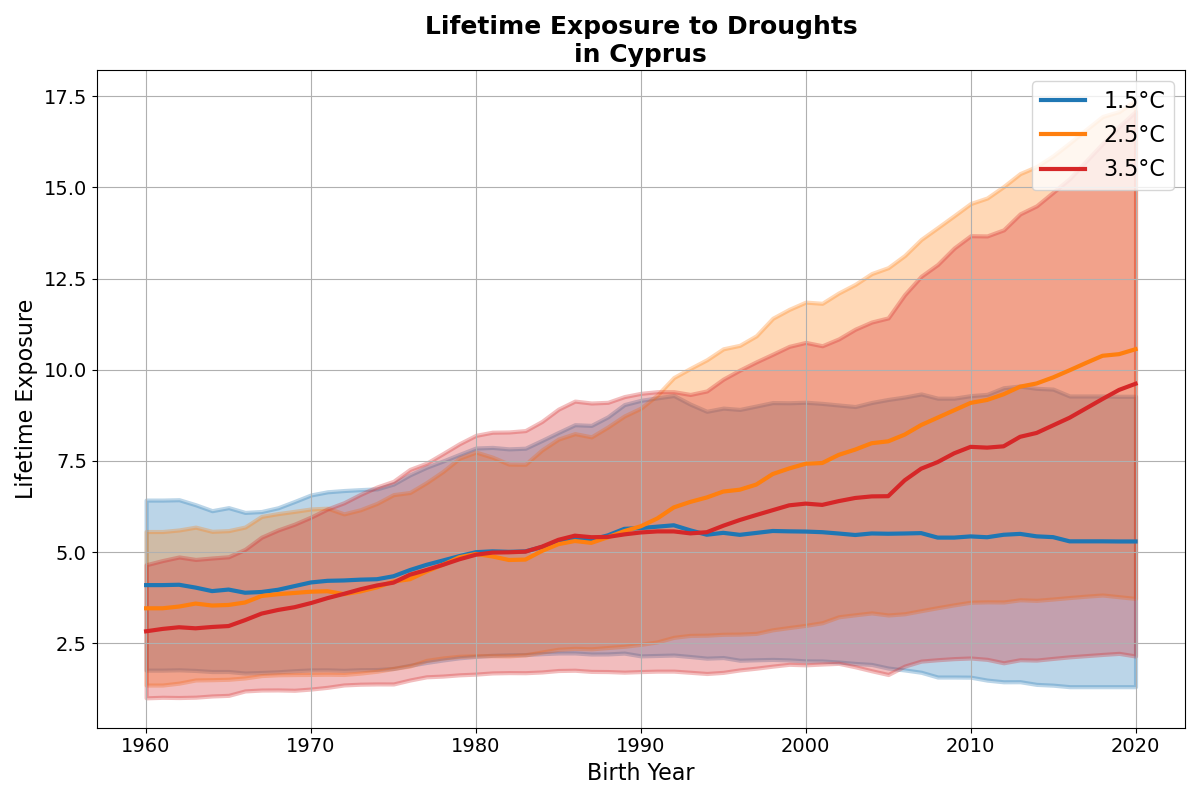 Lifetime Exposure to Droughts
in Cyprus
17.5
15.0
12.5
10.0
7.5
5.0
2.5
Lifetime Exposure
1.5°C
2.5°C
3.5°C
1960 1970 1980 1990 2000 2010 2020
Birth Year